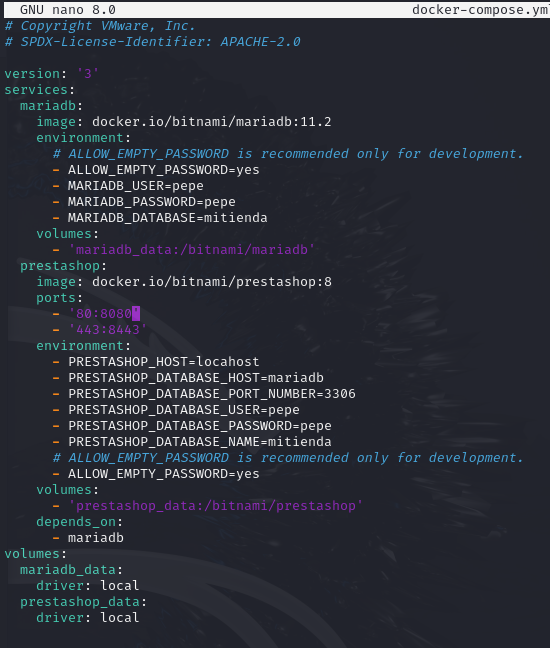 GNU nano 8.0 docker-compose.yml
# Copyright VMware, Inc.
# SPDX-License-Identifier: APACHE-2.0
version: '3'
services:
  mariadb:
    image: docker.io/bitnami/mariadb:11.2
    environment:
      # ALLOW_EMPTY_PASSWORD is recommended only for development.
      - ALLOW_EMPTY_PASSWORD=yes
      - MARIADB_USER=pepe
      - MARIADB_PASSWORD=pepe
      - MARIADB_DATABASE=mitienda
    volumes:
      - 'mariadb_data:/bitnami/mariadb'
  prestashop:
    image: docker.io/bitnami/prestashop:8
    ports:
      - '80:8080'
      - '443:8443'
    environment:
      - PRESTASHOP_HOST=locahost
      - PRESTASHOP_DATABASE_HOST=mariadb
      - PRESTASHOP_DATABASE_PORT_NUMBER=3306
      - PRESTASHOP_DATABASE_USER=pepe
      - PRESTASHOP_DATABASE_PASSWORD=pepe
      - PRESTASHOP_DATABASE_NAME=mitienda
      # ALLOW_EMPTY_PASSWORD is recommended only for development.
      - ALLOW_EMPTY_PASSWORD=yes
    volumes:
      - 'prestashop_data:/bitnami/prestashop'
    depends_on:
      - mariadb
volumes:
  mariadb_data:
    driver: local
  prestashop_data:
    driver: local